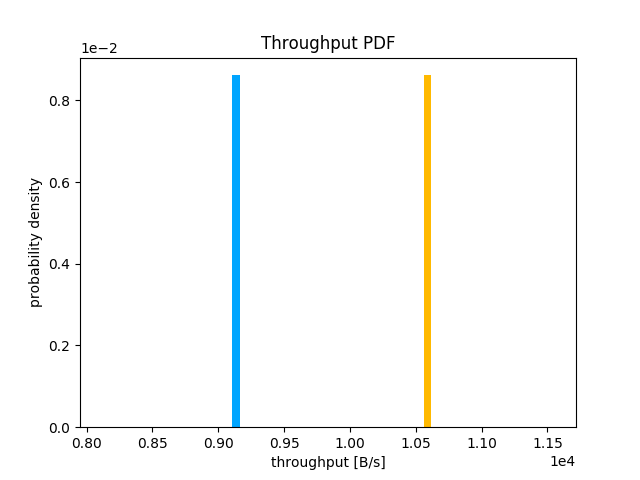 Throughput PDF
1e−2
0.8
0.6
0.4
0.2
0.0
probability density
0.80 0.85 0.90 0.95 1.00 1.05 1.10 1.15
throughput [B/s]
1e4